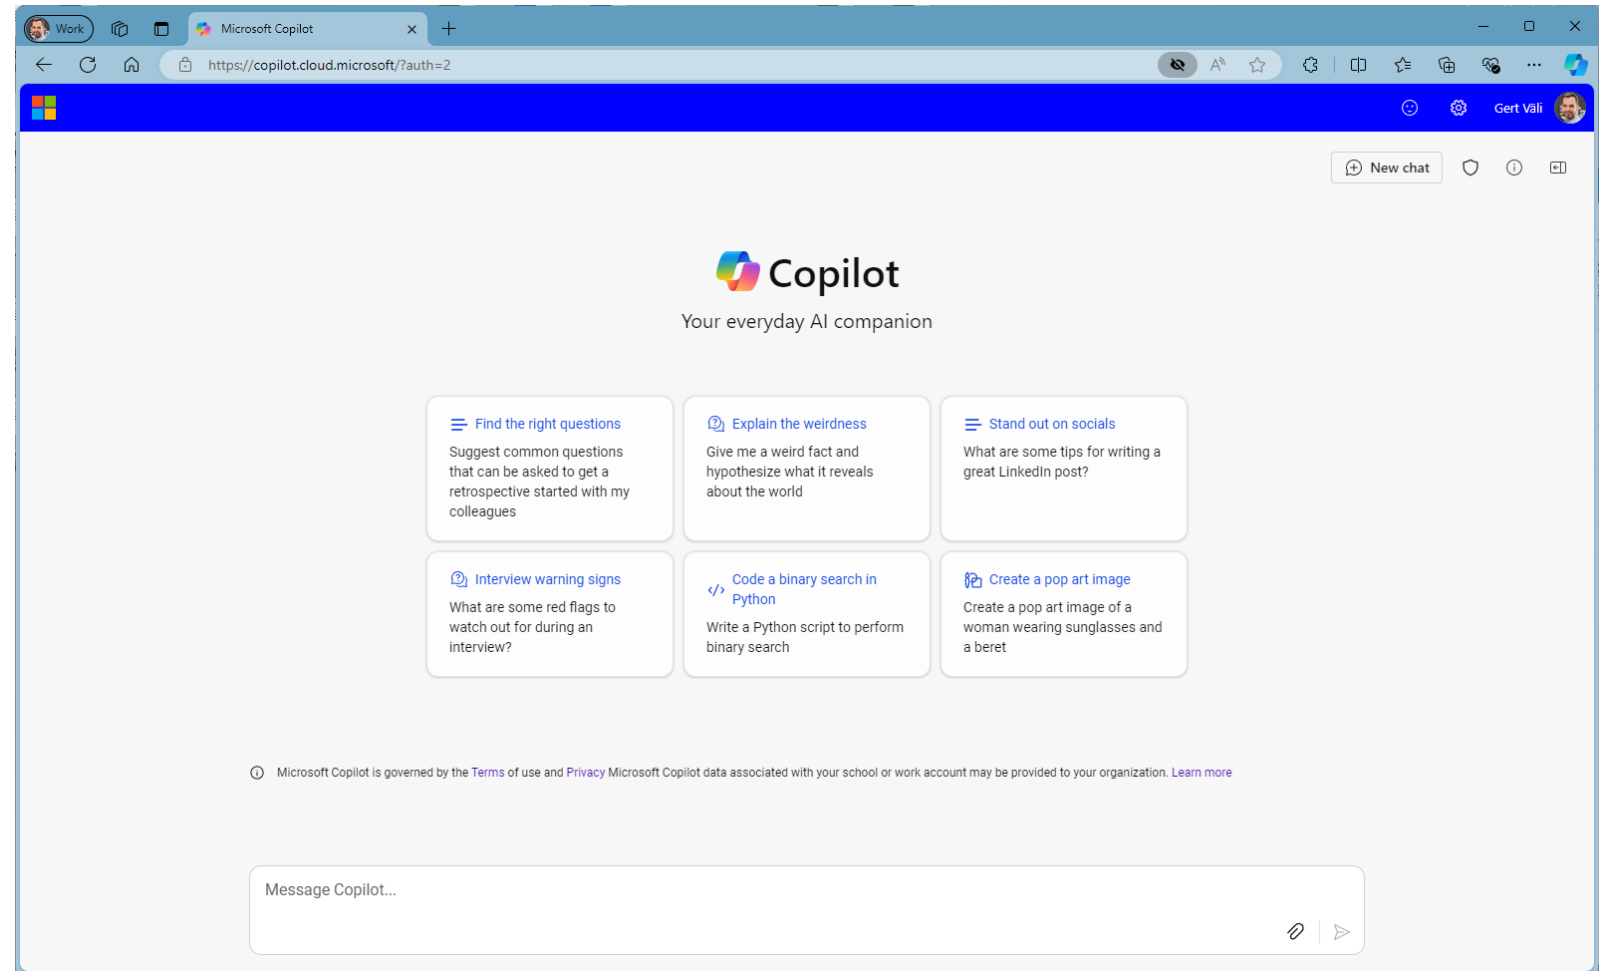 Work
Microsoft Copilot
https://copilot.cloud.microsoft/?auth=2
Gert Väli
New chat
Copilot
Your everyday AI companion
Find the right questions
Suggest common questions
that can be asked to get a
retrospective started with my
colleagues
Explain the weirdness
Give me a weird fact and
hypothesize what it reveals
about the world
Stand out on socials
What are some tips for writing a
great LinkedIn post?
Interview warning signs
What are some red flags to
watch out for during an
interview?
Code a binary search in
Python
Write a Python script to perform
binary search
Create a pop art image
Create a pop art image of a
woman wearing sunglasses and
a beret
Microsoft Copilot is governed by the Terms of use and Privacy Microsoft Copilot data associated with your school or work account may be provided to your organization. Learn more
Message Copilot...